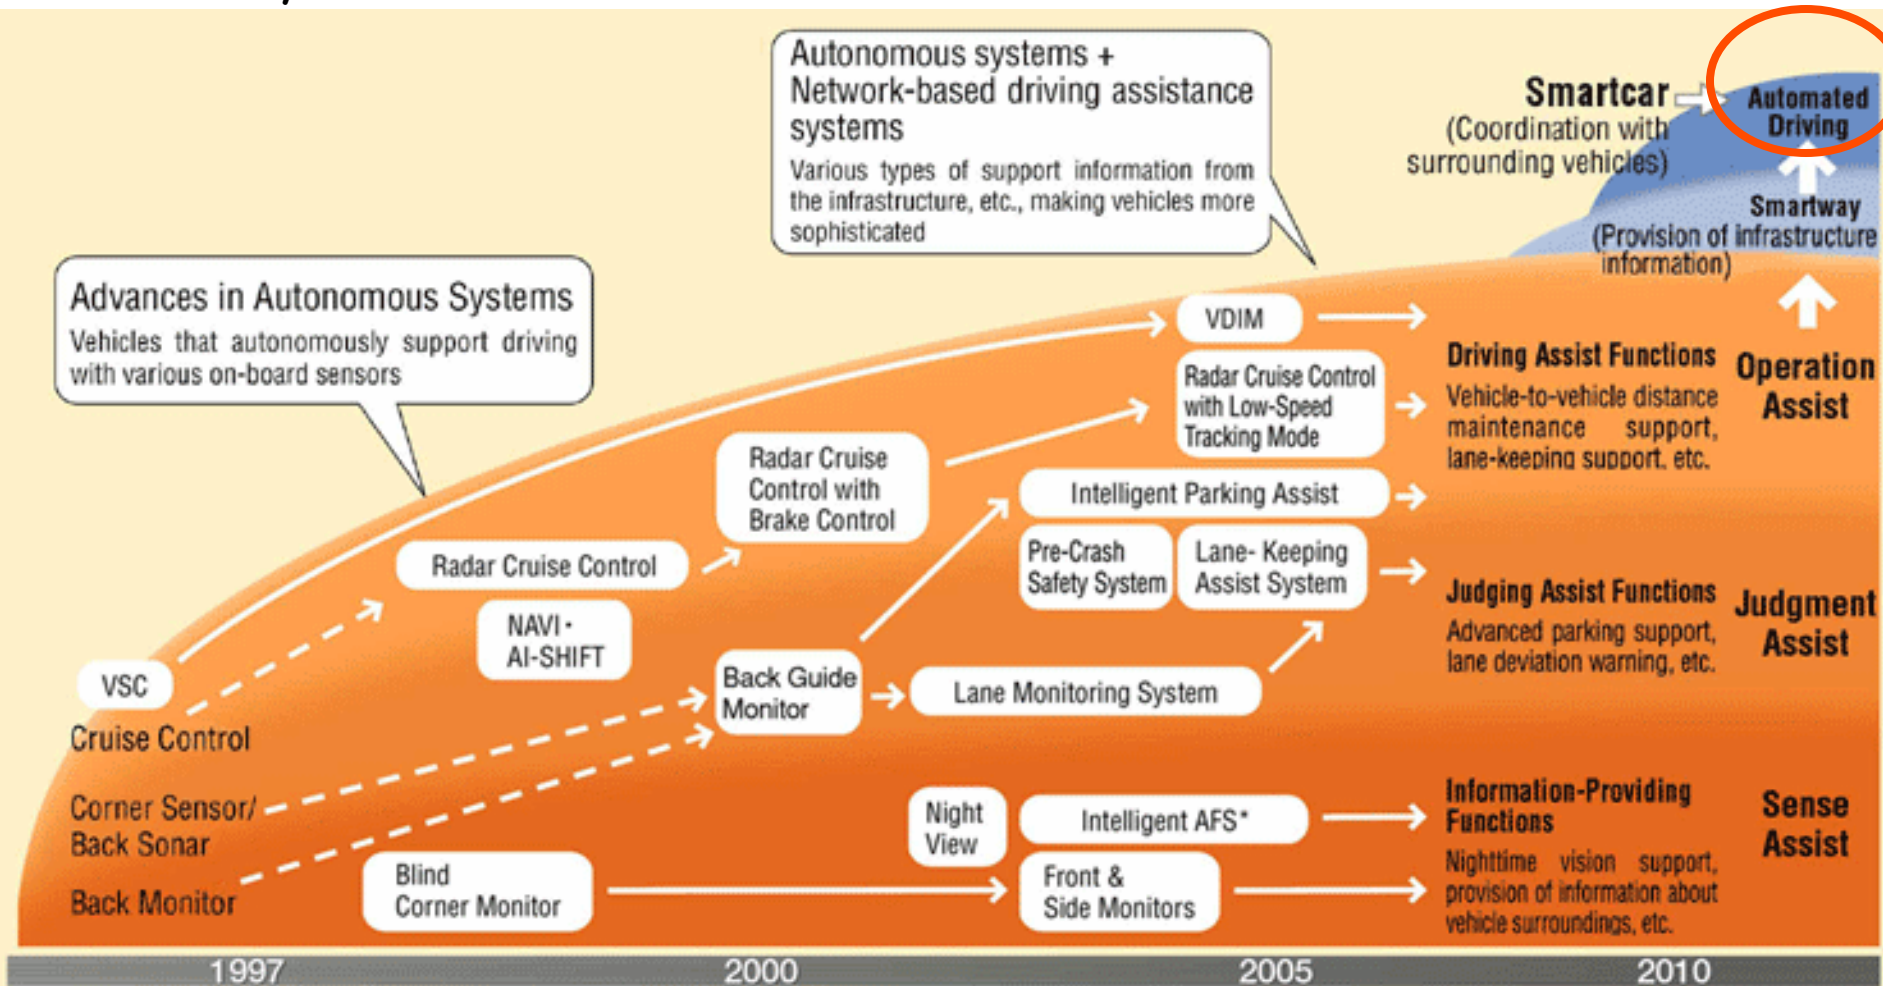 Autonomous systems +
Network-based driving assistance
systems
Various types of support information from
the infrastructure, etc., making vehicles more
sophisticated
Smartcar
(Coordination with
surrounding vehicles)
Automated
Driving
Smartway
(Provision of infrastructure
information)
Advances in Autonomous Systems
Vehicles that autonomously support driving
with various on-board sensors
VDIM
Radar Cruise Control
with Low-Speed
Tracking Mode
Driving Assist Functions
Vehicle-to-vehicle distance
maintenance support,
lane-keeping support, etc.
Operation
Assist
Radar Cruise
Control with
Brake Control
Intelligent Parking Assist
Radar Cruise Control
Pre-Crash
Safety System
Lane- Keeping
Assist System
NAVI・
AI-SHIFT
Judging Assist Functions
Advanced parking support,
lane deviation warning, etc.
Judgment
Assist
VSC
Back Guide
Monitor
Lane Monitoring System
Cruise Control
Corner Sensor/
Back Sonar
Night
View
Intelligent AFS*
Information-Providing
Functions
Nighttime vision support,
provision of information about
vehicle surroundings, etc.
Sense
Assist
Back Monitor
Blind
Corner Monitor
Front &
Side Monitors
1997
2000
2005
2010